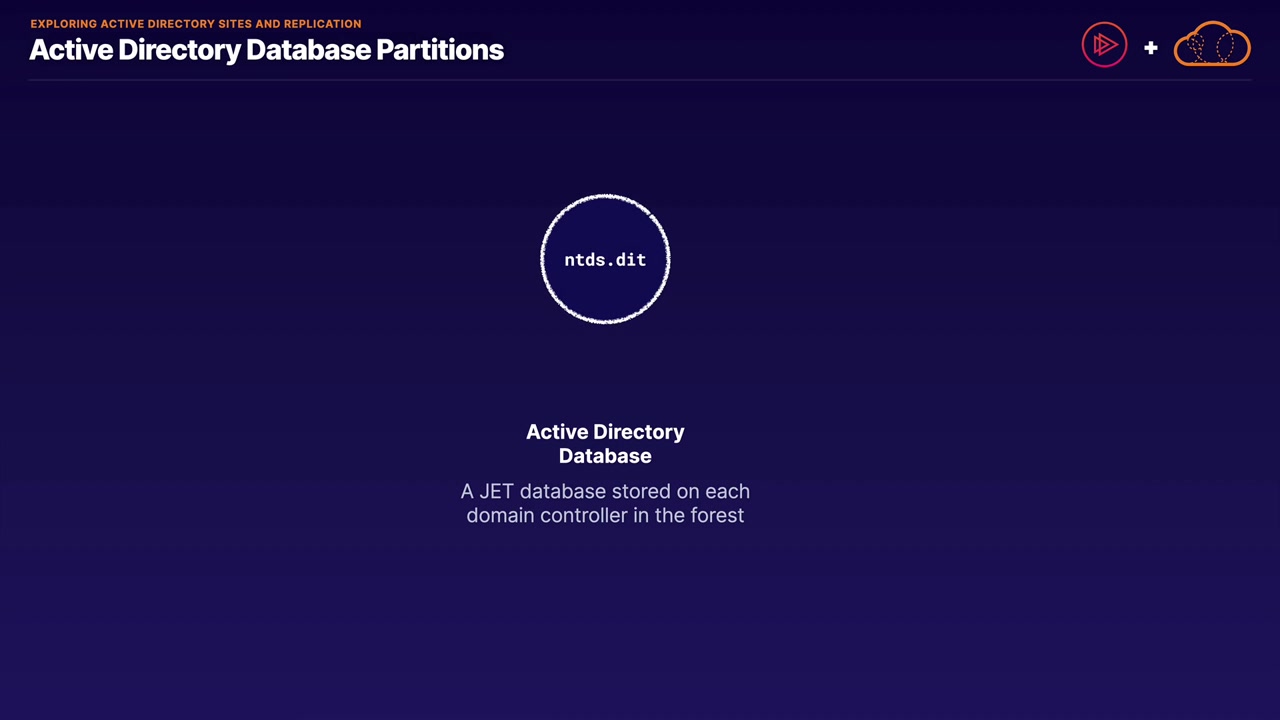 EXPLORING ACTIVE DIRECTORY SITES AND REPLICATION
Active Directory Database Partitions
+
ntds.dit
Active Directory
Database
A JET database stored on each
domain controller in the forest